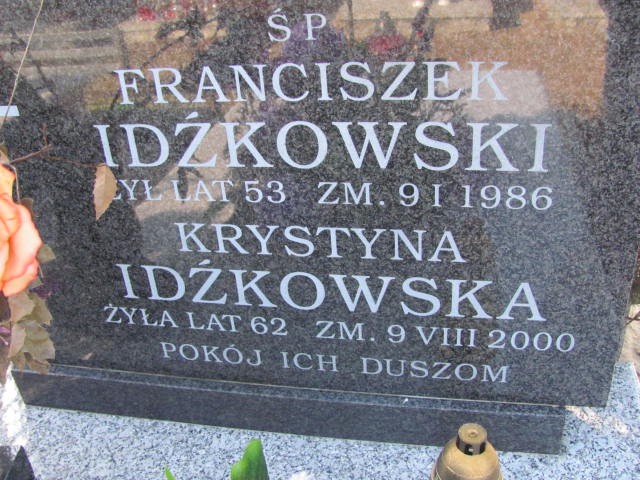 ŚP
FRANCISZEK
IDŹKOWSKI
ŻYŁ LAT 53 ZM. 9 I 1986
KRYSTYNA
IDŹKOWSKA
ŻYŁA LAT 62 ZM. 9 VIII 2000
POKÓJ ICH DUSZOM